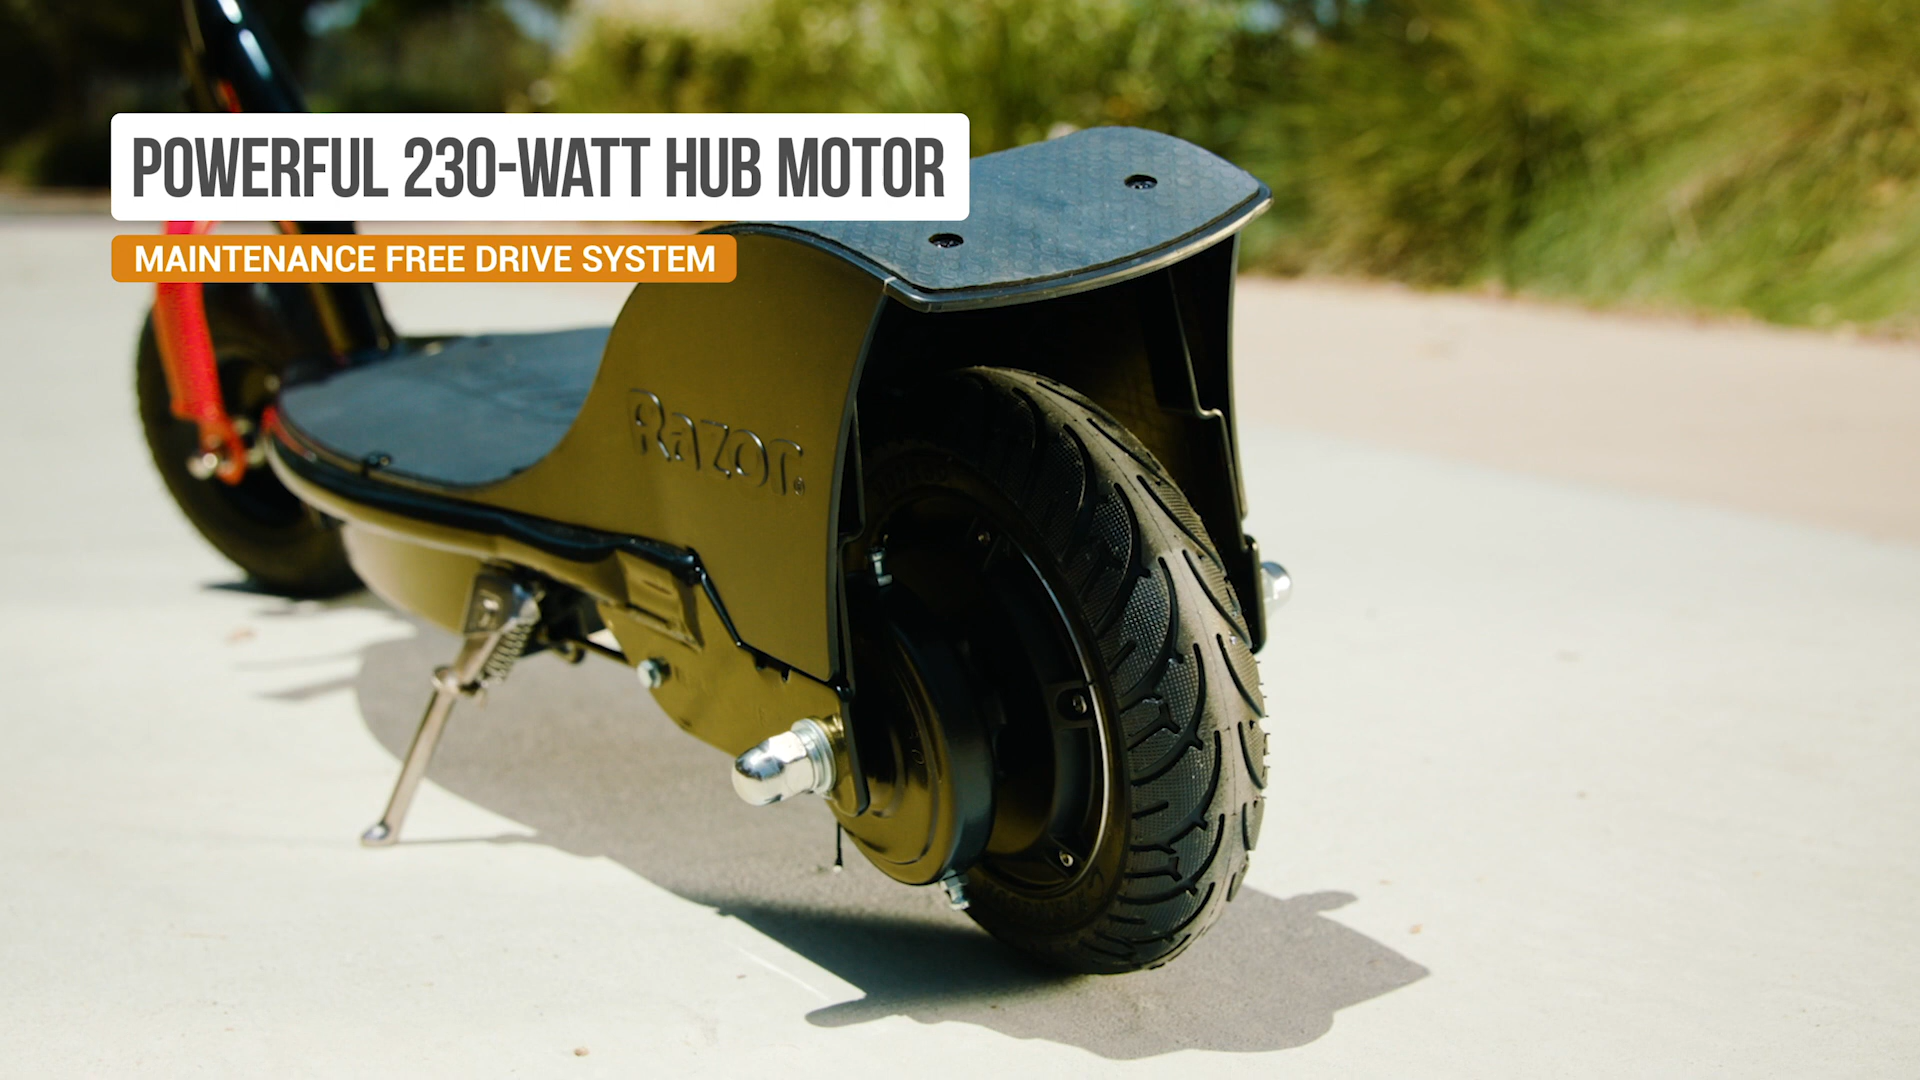 POWERFUL 230-WATT HUB MOTOR
MAINTENANCE FREE DRIVE SYSTEM
Razor